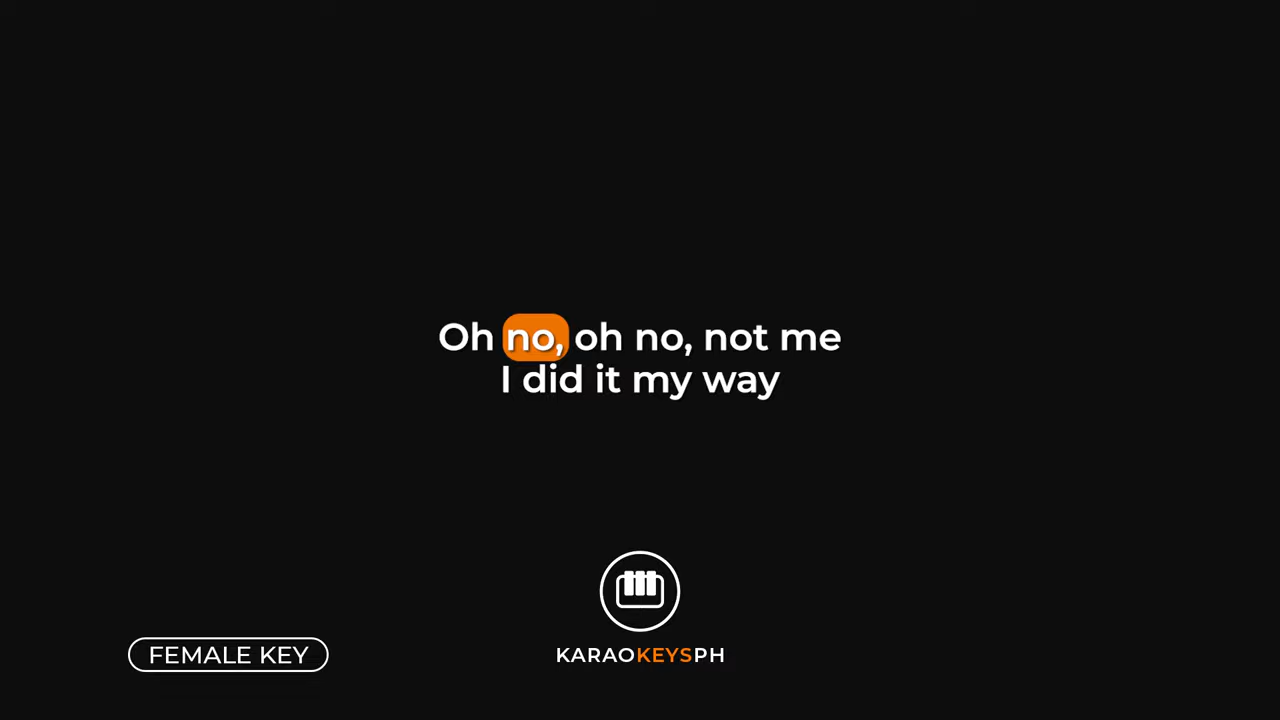 Oh no, oh no, not me
I did it my way
FEMALE KEY
KARAOKEYSPH